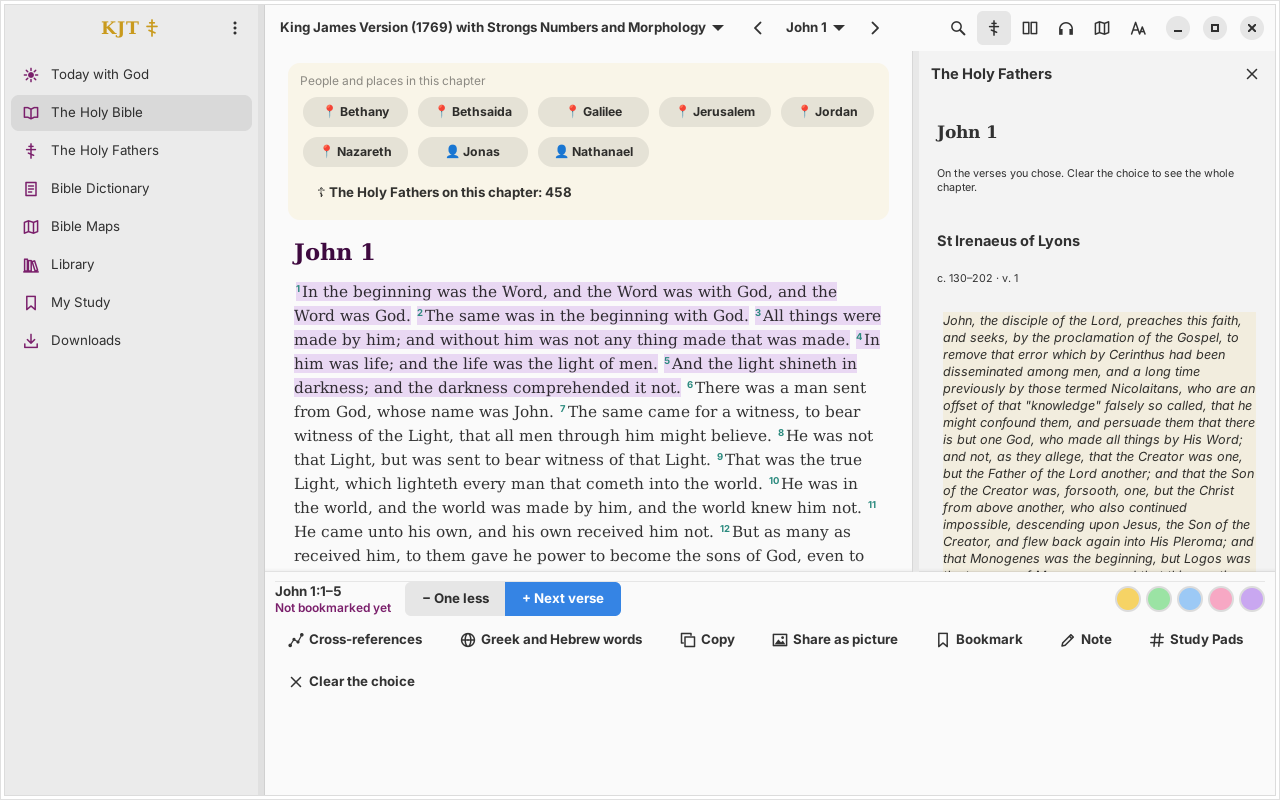 KJT
Today with God
The Holy Bible
The Holy Fathers
Bible Dictionary
Bible Maps
Library
My Study
Downloads
King James Version (1769) with Strongs Numbers and Morphology
John 1
People and places in this chapter
Bethany
Bethsaida
Galilee
Jerusalem
Jordan
Nazareth
Jonas
Nathanael
☦ The Holy Fathers on this chapter: 458
John 1
1In the beginning was the Word, and the Word was with God, and the
Word was God. 2The same was in the beginning with God. 3All things were
made by him; and without him was not any thing made that was made. 4In
him was life; and the life was the light of men. 5And the light shineth in
darkness; and the darkness comprehended it not. 6There was a man sent
from God, whose name was John. 7The same came for a witness, to bear
witness of the Light, that all men through him might believe. 8He was not
that Light, but was sent to bear witness of that Light. 9That was the true
Light, which lighteth every man that cometh into the world. 10He was in
the world, and the world was made by him, and the world knew him not. 11
He came unto his own, and his own received him not. 12But as many as
received him, to them gave he power to become the sons of God, even to
The Holy Fathers
John 1
On the verses you chose. Clear the choice to see the whole
chapter.
St Irenaeus of Lyons
c. 130–202 · v. 1
John, the disciple of the Lord, preaches this faith,
and seeks, by the proclamation of the Gospel, to
remove that error which by Cerinthus had been
disseminated among men, and a long time
previously by those termed Nicolaitans, who are an
offset of that "knowledge" falsely so called, that he
might confound them, and persuade them that there
is but one God, who made all things by His Word;
and not, as they allege, that the Creator was one,
but the Father of the Lord another; and that the Son
of the Creator was, forsooth, one, but the Christ
from above another, who also continued
impossible, descending upon Jesus, the Son of the
Creator, and flew back again into His Pleroma; and
that Monogenes was the beginning, but Logos was
John 1:1–5
Not bookmarked yet
− One less
+ Next verse
Cross-references
Greek and Hebrew words
Copy
Share as picture
Bookmark
Note
Study Pads
Clear the choice